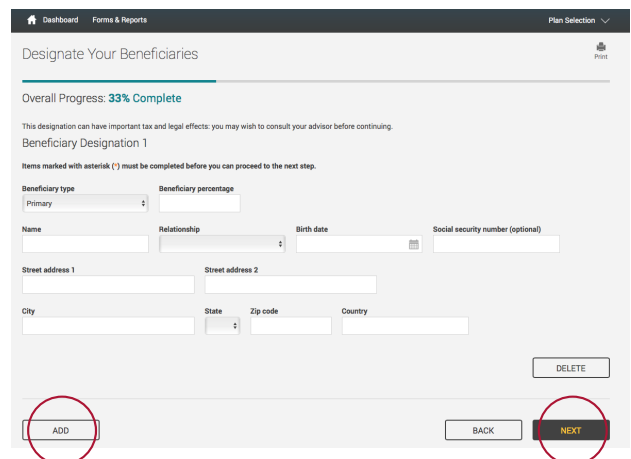 Dashboard Forms & Reports Plan Selection
Designate Your Beneficiaries
Print
Overall Progress: 33% Complete
This designation can have important tax and legal effects: you may wish to consult your advisor before continuing.
Beneficiary Designation 1
Items marked with asterisk (*) must be completed before you can proceed to the next step.
Beneficiary type Beneficiary percentage
Primary
Name Relationship Birth date Social security number (optional)
Street address 1 Street address 2
City State Zip code Country
DELETE
ADD BACK NEXT